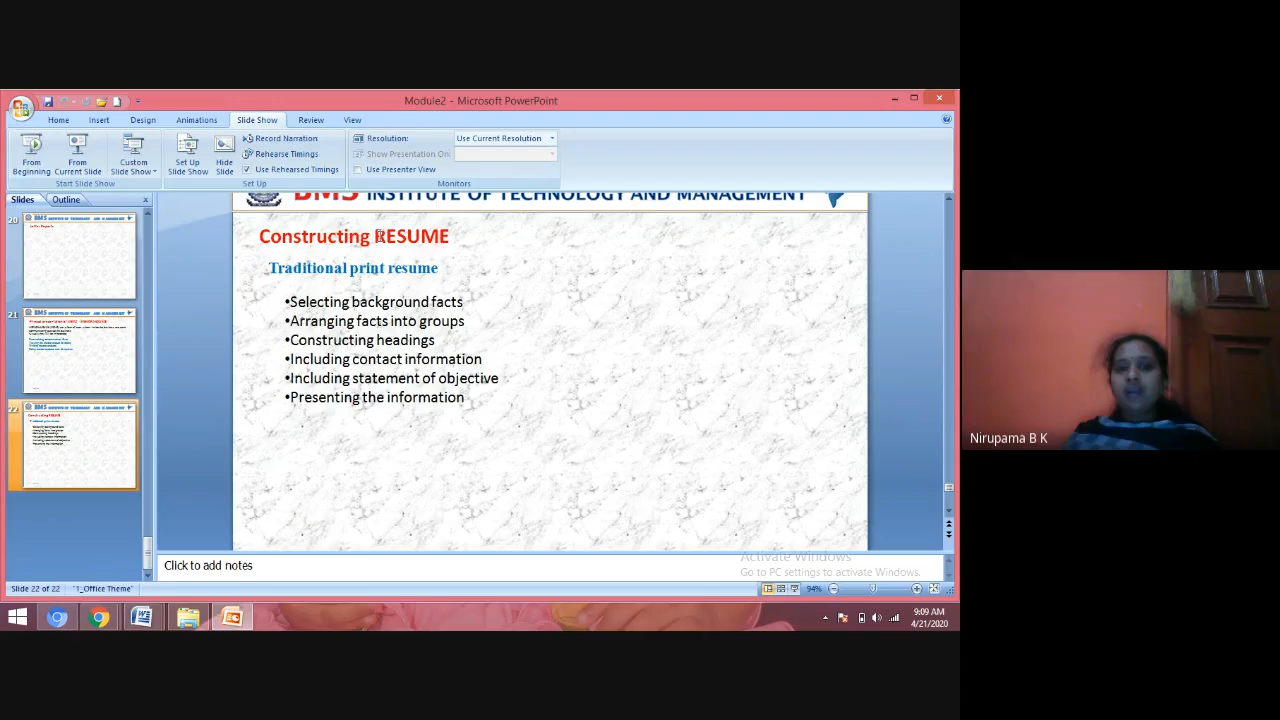 Module2 - Microsoft PowerPoint
Home Insert Design Animations Slide Show Review View
From Beginning
From Current Slide
Custom Slide Show
Start Slide Show
Set Up Slide Show
Hide Slide
Record Narration
Rehearse Timings
Use Rehearsed Timings
Set Up
Resolution: Use Current Resolution
Show Presentation On:
Use Presenter View
Monitors
Slides Outline
BMS INSTITUTE OF TECHNOLOGY AND MANAGEMENT
Constructing RESUME
Traditional print resume
•Selecting background facts
•Arranging facts into groups
•Constructing headings
•Including contact information
•Including statement of objective
•Presenting the information
20
21
22
Click to add notes
Activate Windows
Go to PC settings to activate Windows.
Slide 22 of 22 "1_Office Theme" 94%
9:09 AM
4/21/2020
Nirupama B K